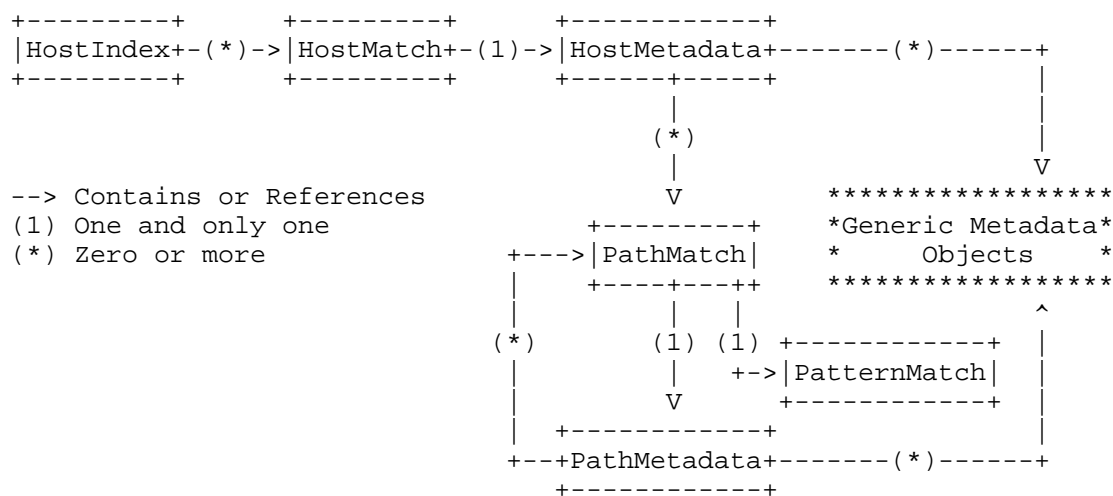 +---------+       +---------+       +------------+
|HostIndex+-(*)->|HostMatch+-(1)->|HostMetadata+-------(*)------+
+---------+       +---------+       +------+-----+                |
                                          |                      |
                                         (*)                     |
                                          |                      V
--> Contains or References                V         ******************
(1) One and only one                 +---------+    *Generic Metadata*
(*) Zero or more                +--->|PathMatch|    *     Objects    *
                                |    +----+---++    ******************
                                |         |   |                  ^
                               (*)       (1) (1) +------------+  |
                                |         |   +->|PatternMatch|  |
                                |         V      +------------+  |
                                |  +------------+                |
                                +--+PathMetadata+-------(*)------+
                                   +------------+